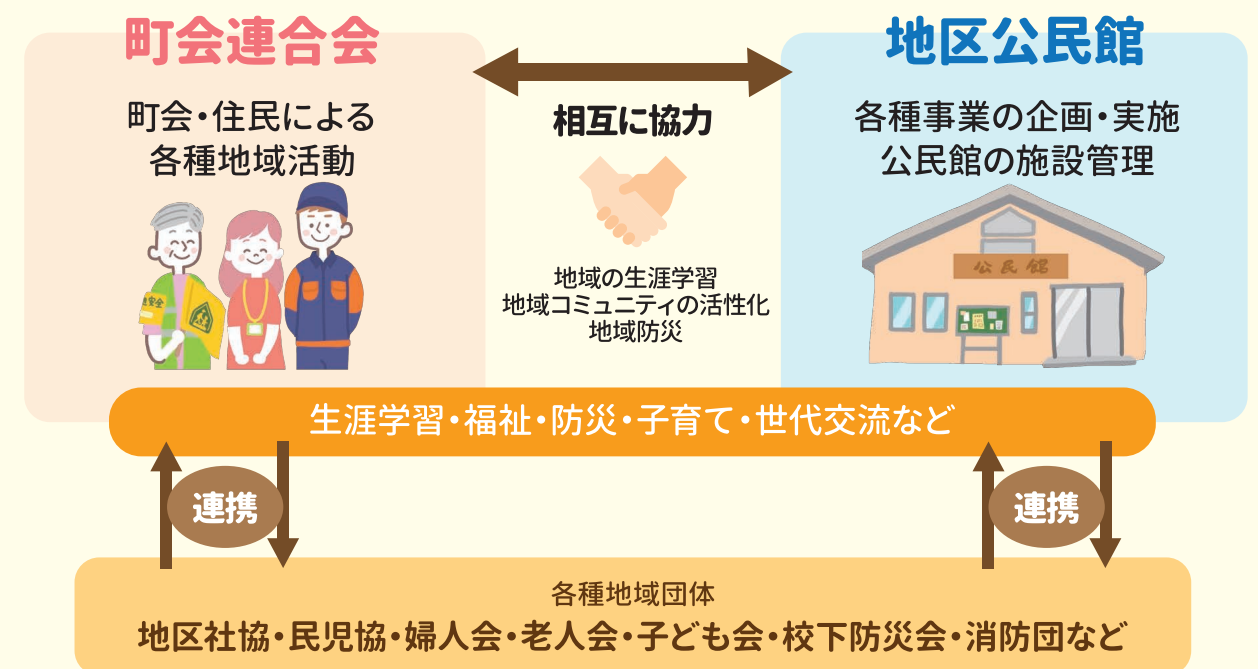 町会連合会
町会・住民による
各種地域活動
相互に協力
地域の生涯学習
地域コミュニティの活性化
地域防災
地区公民館
各種事業の企画・実施
公民館の施設管理
公民館
安全
生涯学習・福祉・防災・子育て・世代交流など
連携
連携
各種地域団体
地区社協・民児協・婦人会・老人会・子ども会・校下防災会・消防団など